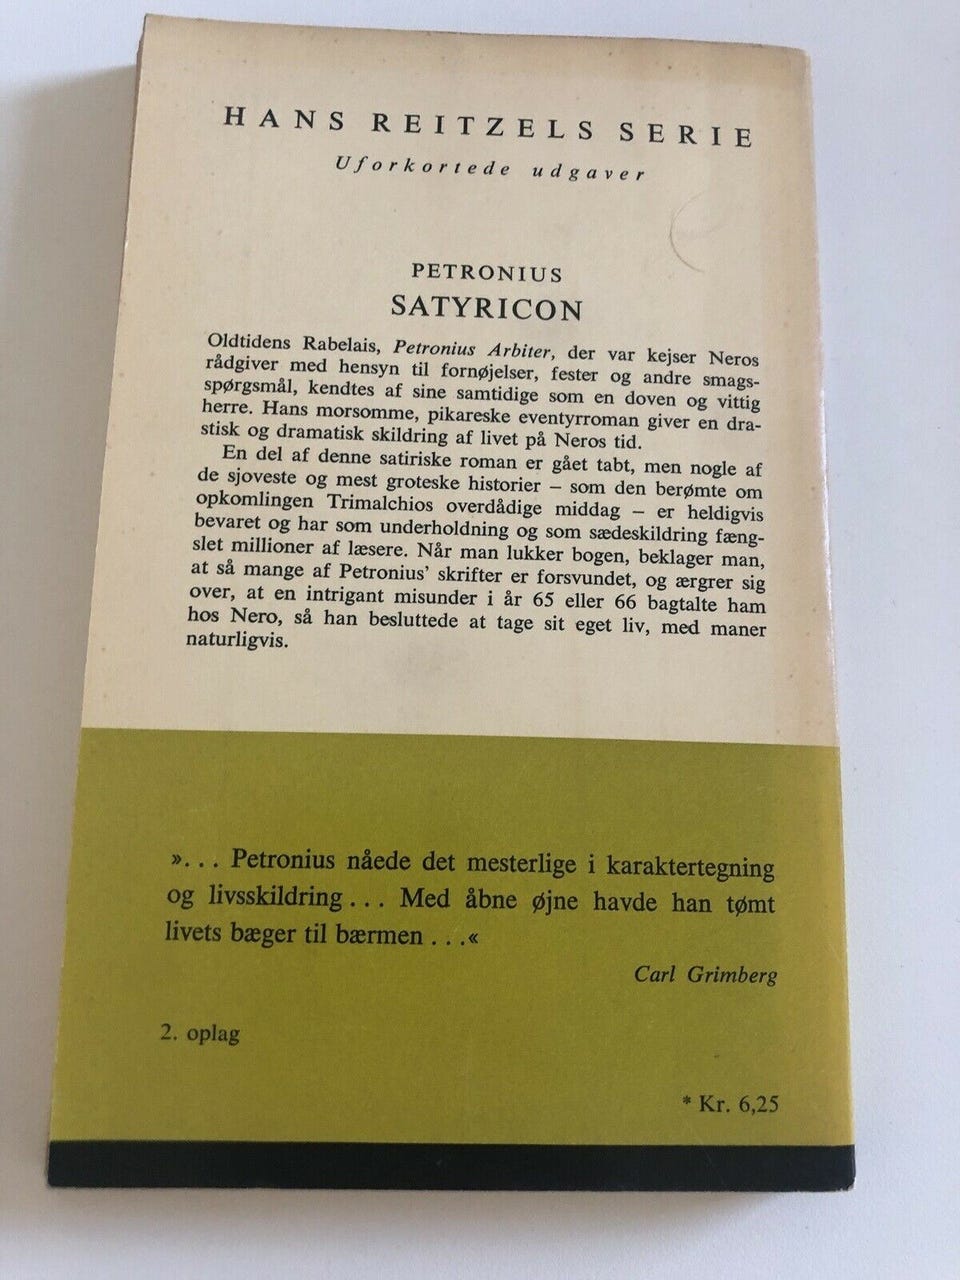 HANS REITZELS SERIE
Uforkortede udgaver
PETRONIUS
SATYRICON
Oldtidens Rabelais, Petronius Arbiter, der var kejser Neros
rådgiver med hensyn til fornøjelser, fester og andre smags-
spørgsmål, kendtes af sine samtidige som en doven og vittig
herre. Hans morsomme, pikareske eventyrroman giver en dra-
stisk og dramatisk skildring af livet på Neros tid.
En del af denne satiriske roman er gået tabt, men nogle af
de sjoveste og mest groteske historier – som den berømte om
opkomlingen Trimalchios overdådige middag – er heldigvis
bevaret og har som underholdning og som sædeskildring fæng-
slet millioner af læsere. Når man lukker bogen, beklager man,
at så mange af Petronius’ skrifter er forsvundet, og ærgrer sig
over, at en intrigant misunder i år 65 eller 66 bagtalte ham
hos Nero, så han besluttede at tage sit eget liv, med maner
naturligvis.
»... Petronius nåede det mesterlige i karaktertegning
og livsskildring ... Med åbne øjne havde han tømt
livets bæger til bærmen ...«
Carl Grimberg
2. oplag
* Kr. 6,25